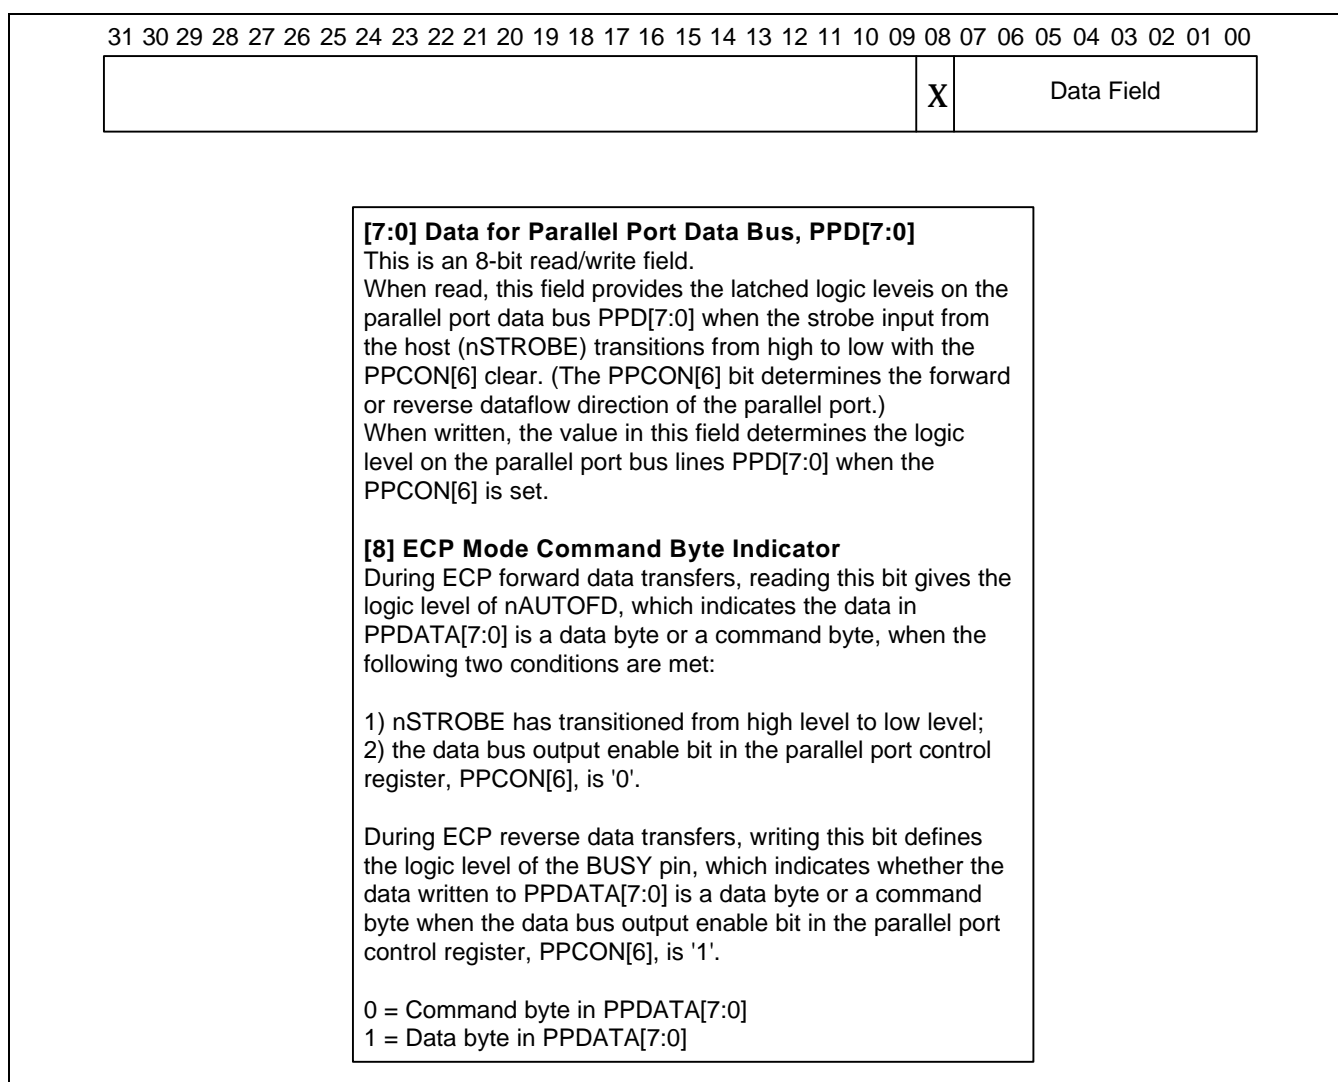 31 30 29 28 27 26 25 24 23 22 21 20 19 18 17 16 15 14 13 12 11 10 09 08 07 06 05 04 03 02 01 00
X Data Field
[7:0] Data for Parallel Port Data Bus, PPD[7:0]
This is an 8-bit read/write field.
When read, this field provides the latched logic leveis on the
parallel port data bus PPD[7:0] when the strobe input from
the host (nSTROBE) transitions from high to low with the
PPCON[6] clear. (The PPCON[6] bit determines the forward
or reverse dataflow direction of the parallel port.)
When written, the value in this field determines the logic
level on the parallel port bus lines PPD[7:0] when the
PPCON[6] is set.
[8] ECP Mode Command Byte Indicator
During ECP forward data transfers, reading this bit gives the
logic level of nAUTOFD, which indicates the data in
PPDATA[7:0] is a data byte or a command byte, when the
following two conditions are met:
1) nSTROBE has transitioned from high level to low level;
2) the data bus output enable bit in the parallel port control
register, PPCON[6], is '0'.
During ECP reverse data transfers, writing this bit defines
the logic level of the BUSY pin, which indicates whether the
data written to PPDATA[7:0] is a data byte or a command
byte when the data bus output enable bit in the parallel port
control register, PPCON[6], is '1'.
0 = Command byte in PPDATA[7:0]
1 = Data byte in PPDATA[7:0]